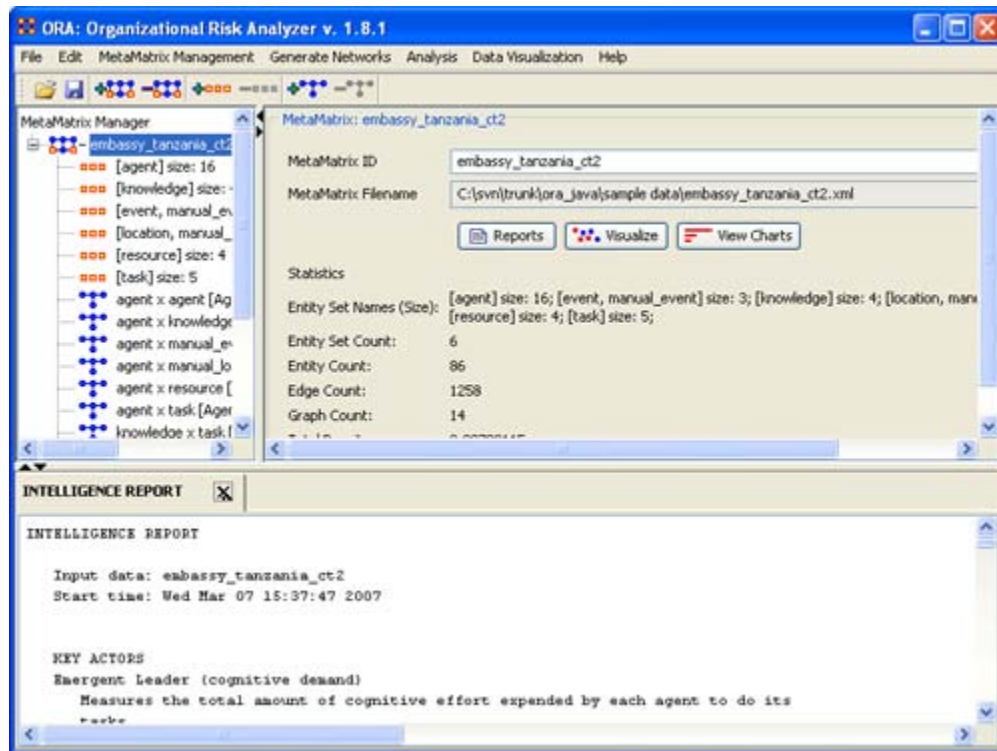 ORA: Organizational Risk Analyzer v. 1.8.1
File Edit MetaMatrix Management Generate Networks Analysis Data Visualization Help
MetaMatrix Manager
embassy_tanzania_ct2
[agent] size: 16
[knowledge] size:
[event, manual_ev
[location, manual_
[resource] size: 4
[task] size: 5
agent x agent [Ag
agent x knowledge
agent x manual_e
agent x manual_lo
agent x resource [
agent x task [Agen
knowledge x task [
MetaMatrix: embassy_tanzania_ct2
MetaMatrix ID embassy_tanzania_ct2
MetaMatrix Filename C:\svn\trunk\ora_java\sample data\embassy_tanzania_ct2.xml
Reports Visualize View Charts
Statistics
Entity Set Names (Size): [agent] size: 16; [event, manual_event] size: 3; [knowledge] size: 4; [location, man
[resource] size: 4; [task] size: 5;
Entity Set Count: 6
Entity Count: 86
Edge Count: 1258
Graph Count: 14
INTELLIGENCE REPORT
INTELLIGENCE REPORT
Input data: embassy_tanzania_ct2
Start time: Wed Mar 07 15:37:47 2007
KEY ACTORS
Emergent Leader (cognitive demand)
Measures the total amount of cognitive effort expended by each agent to do its
tasks